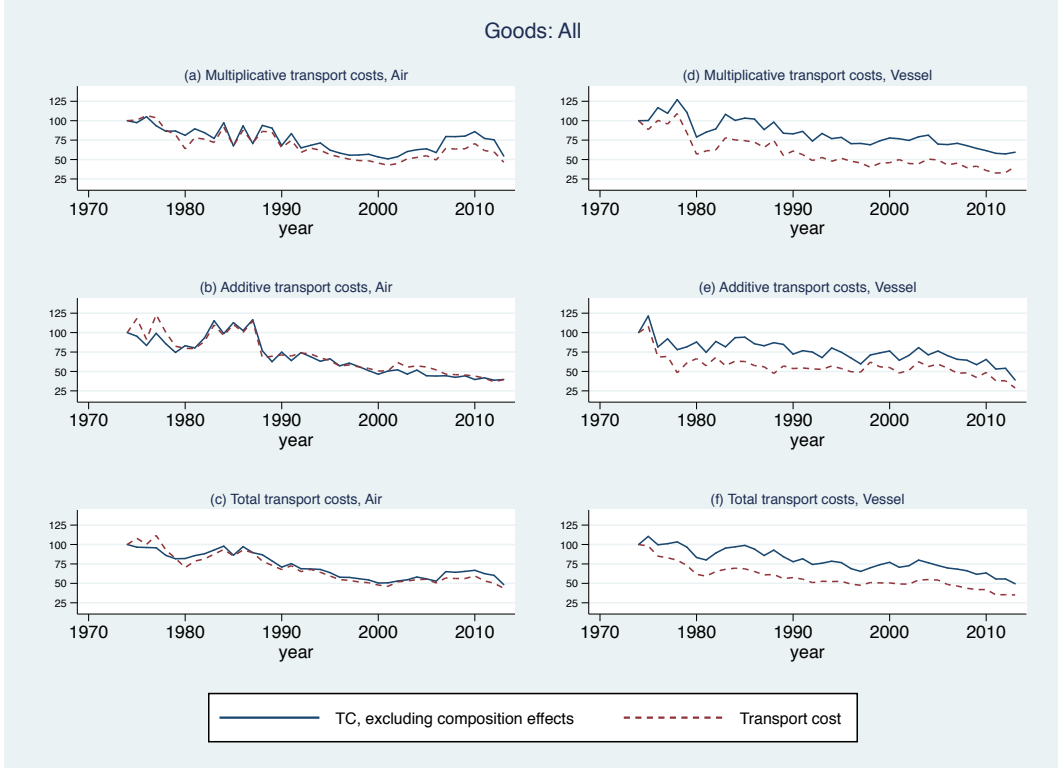 Goods: All
(a) Multiplicative transport costs, Air
125
100
75
50
25
1970 1980 1990 2000 2010
year
(d) Multiplicative transport costs, Vessel
125
100
75
50
25
1970 1980 1990 2000 2010
year
(b) Additive transport costs, Air
125
100
75
50
25
1970 1980 1990 2000 2010
year
(e) Additive transport costs, Vessel
125
100
75
50
25
1970 1980 1990 2000 2010
year
(c) Total transport costs, Air
125
100
75
50
25
1970 1980 1990 2000 2010
year
(f) Total transport costs, Vessel
125
100
75
50
25
1970 1980 1990 2000 2010
year
TC, excluding composition effects Transport cost